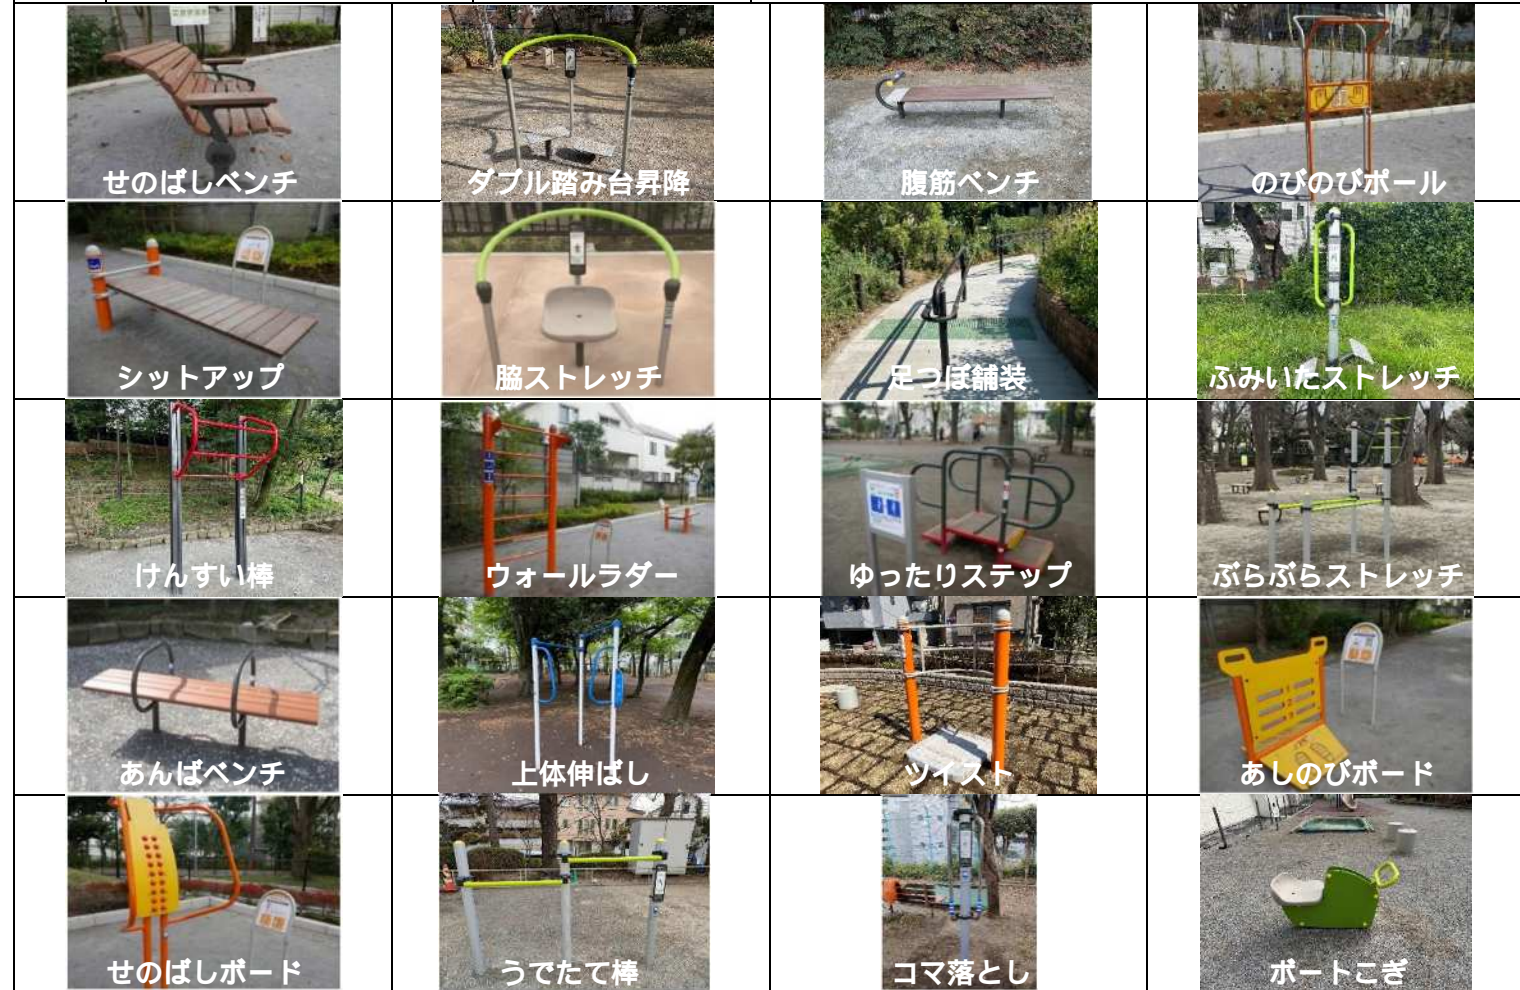 せのばしベンチ
ダブル踏み台昇降
腹筋ベンチ
のびのびポール
シットアップ
脇ストレッチ
足つぼ舗装
ふみいたストレッチ
けんすい棒
ウォールラダー
ゆったりステップ
ぶらぶらストレッチ
あんばベンチ
上体伸ばし
ツイスト
あしのびボード
せのばしボード
うでたて棒
コマ落とし
ボートこぎ